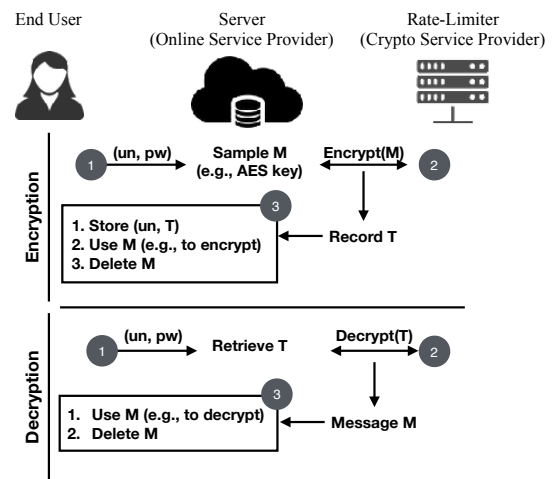 End User
Server
(Online Service Provider)
Rate-Limiter
(Crypto Service Provider)
Encryption
1
(un, pw)
Sample M
(e.g., AES key)
Encrypt(M)
2
Record T
3
1. Store (un, T)
2. Use M (e.g., to encrypt)
3. Delete M
Decryption
1
(un, pw)
Retrieve T
Decrypt(T)
2
Message M
3
1. Use M (e.g., to decrypt)
2. Delete M